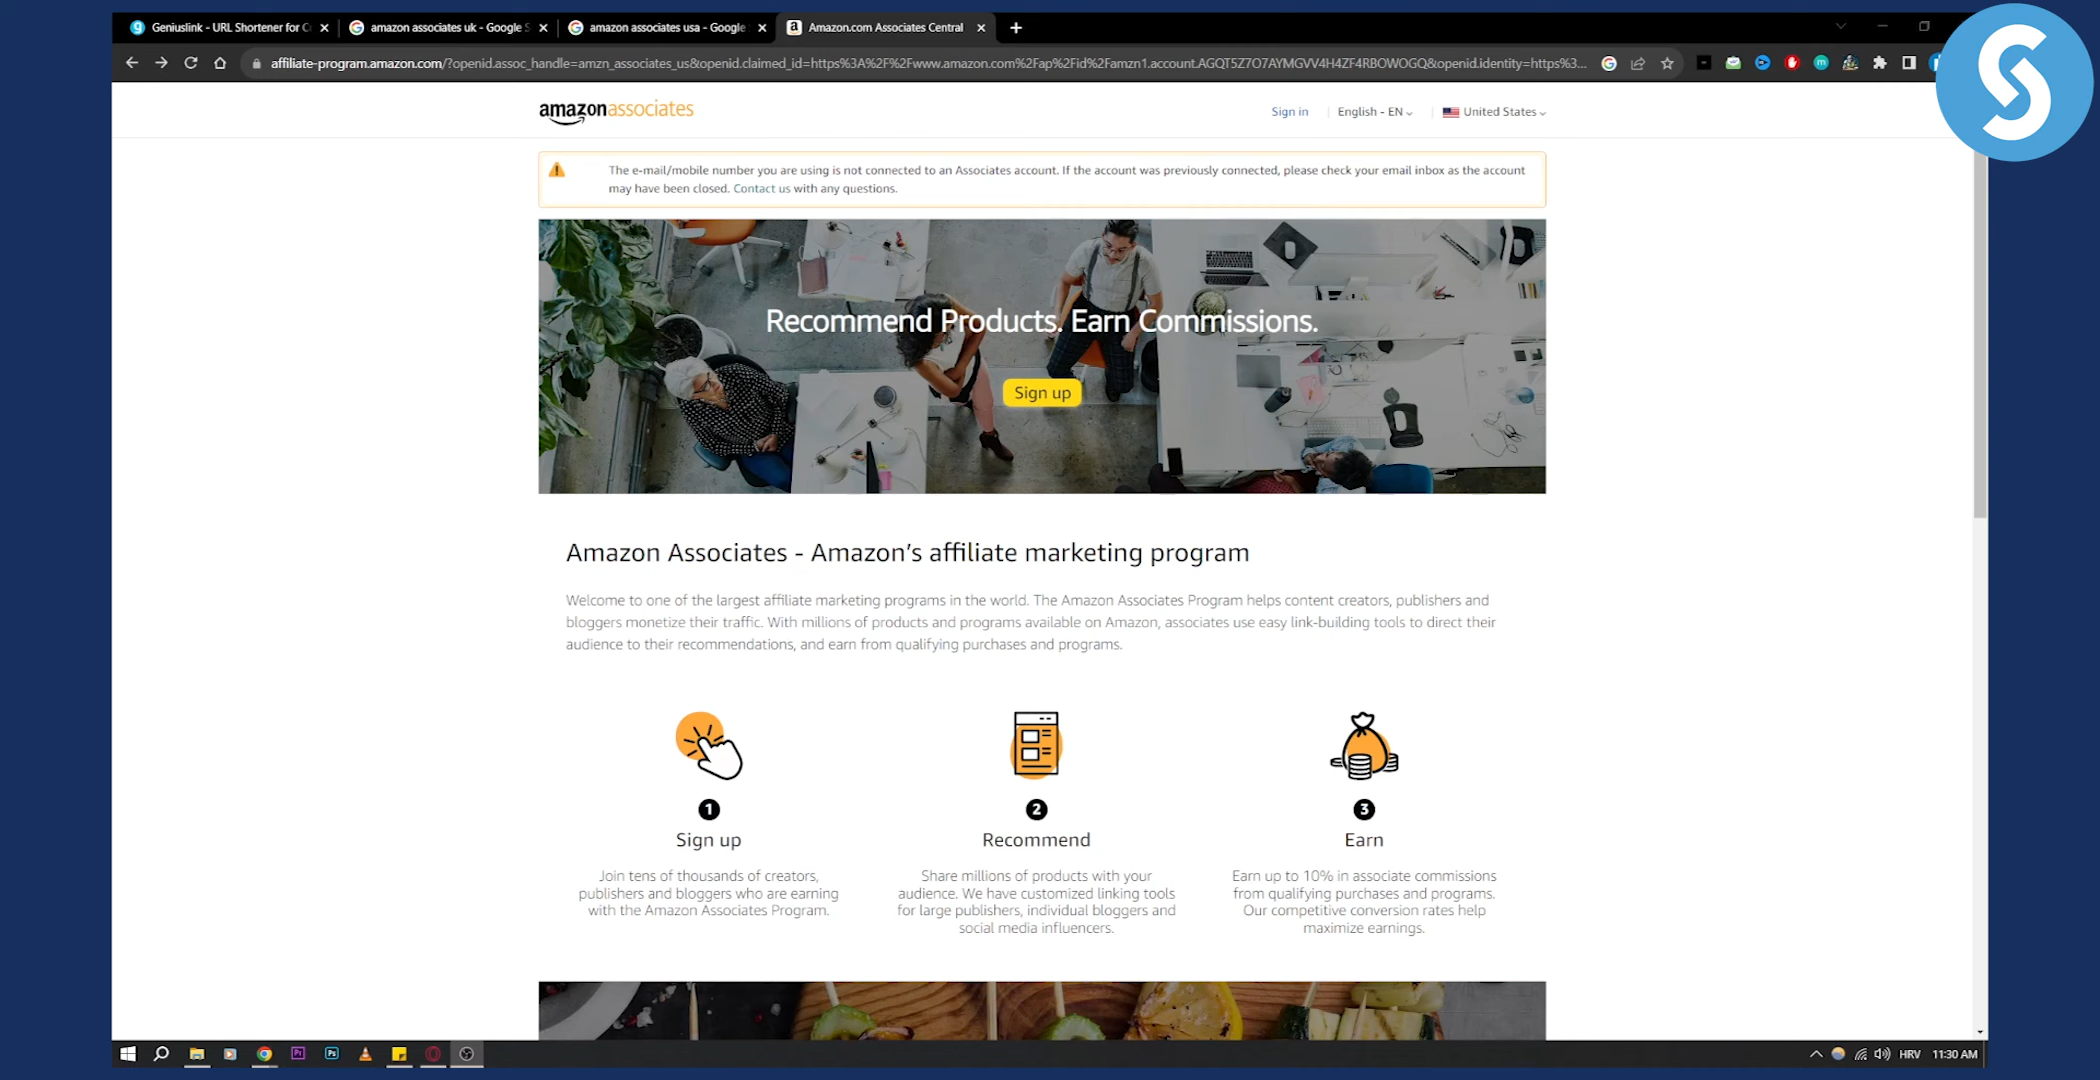 Geniuslink - URL Shortener for C
amazon associates uk - Google S
amazon associates usa - Google
Amazon.com Associates Central
affiliate-program.amazon.com/?openid.assoc_handle=amzn_associates_us&openid.claimed_id=https%3A%2F%2Fwww.amazon.com%2Fap%2Fid%2Famzn1.account.AGQT5Z7O7AYMGVV4H4ZF4RBOWOGQ&openid.identity=https%3...
amazonassociates
Sign in
English - EN
United States
The e-mail/mobile number you are using is not connected to an Associates account. If the account was previously connected, please check your email inbox as the account
may have been closed. Contact us with any questions.
Recommend Products. Earn Commissions.
Sign up
Amazon Associates - Amazon's affiliate marketing program
Welcome to one of the largest affiliate marketing programs in the world. The Amazon Associates Program helps content creators, publishers and
bloggers monetize their traffic. With millions of products and programs available on Amazon, associates use easy link-building tools to direct their
audience to their recommendations, and earn from qualifying purchases and programs.
1
Sign up
Join tens of thousands of creators,
publishers and bloggers who are earning
with the Amazon Associates Program.
2
Recommend
Share millions of products with your
audience. We have customized linking tools
for large publishers, individual bloggers and
social media influencers.
3
Earn
Earn up to 10% in associate commissions
from qualifying purchases and programs.
Our competitive conversion rates help
maximize earnings.
HRV
11:30 AM